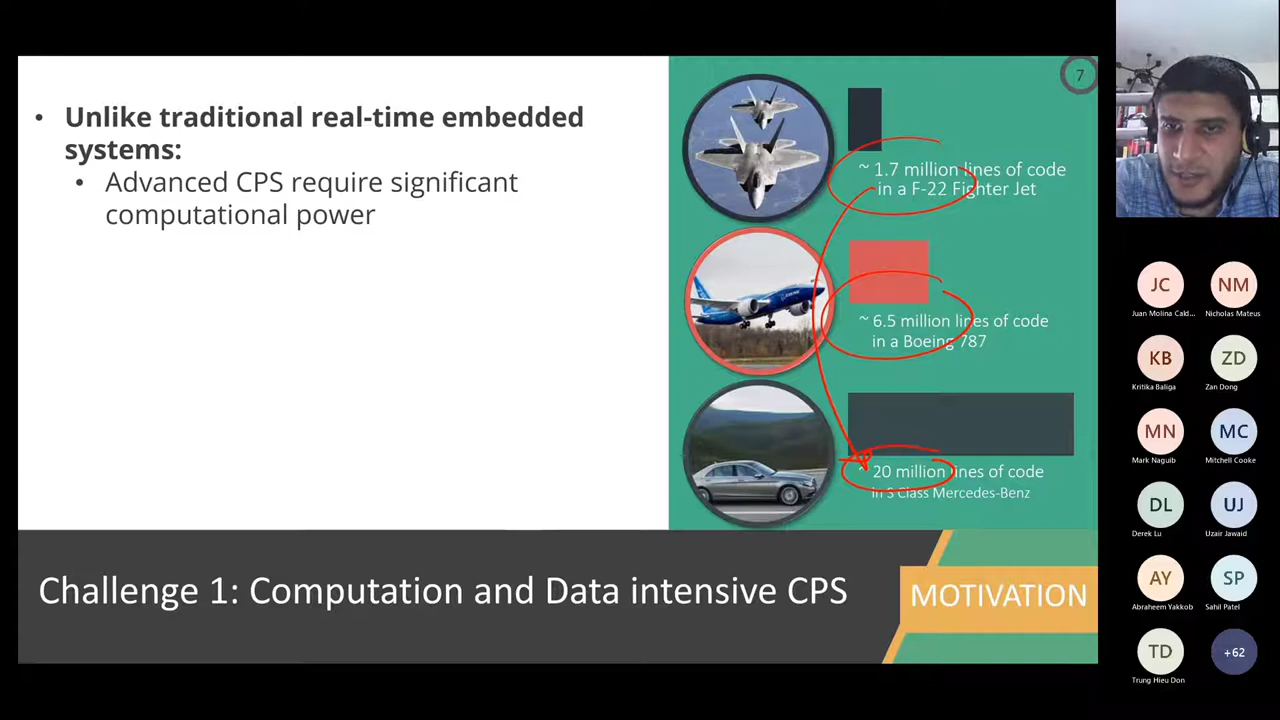 • Unlike traditional real-time embedded
systems:
• Advanced CPS require significant
computational power
7
~ 1.7 million lines of code
in a F-22 Fighter Jet
~ 6.5 million lines of code
in a Boeing 787
~ 20 million lines of code
in S Class Mercedes-Benz
Challenge 1: Computation and Data intensive CPS
MOTIVATION
JC
NM
Juan Molina Cald...
Nicholas Mateus
KB
ZD
Kritika Baliga
Zan Dong
MN
MC
Mark Naguib
Mitchell Cooke
DL
UJ
Derek Lu
Uzair Jawaid
AY
SP
Abraheem Yakkob
Sahil Patel
TD
+62
Trung Hieu Don